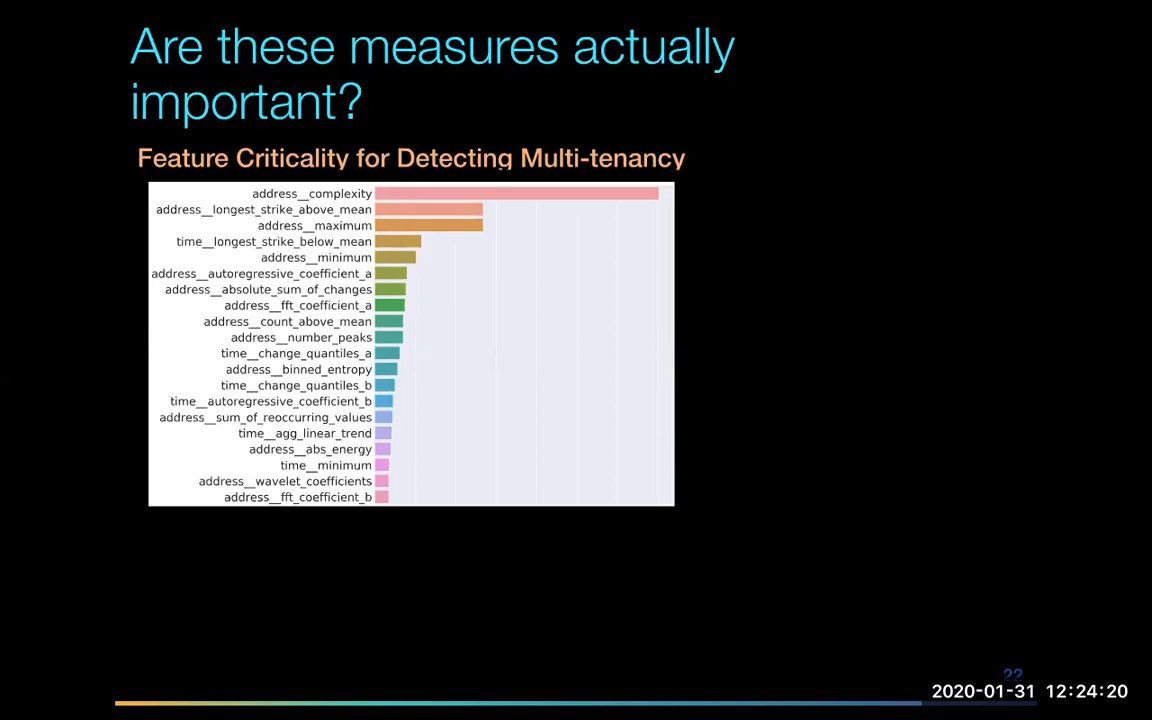 Are these measures actually
important?
Feature Criticality for Detecting Multi-tenancy
address__complexity
address__longest_strike_above_mean
address__maximum
time__longest_strike_below_mean
address__minimum
address__autoregressive_coefficient_a
address__absolute_sum_of_changes
address__fft_coefficient_a
address__count_above_mean
address__number_peaks
time__change_quantiles_a
address__binned_entropy
time__change_quantiles_b
time__autoregressive_coefficient_b
address__sum_of_reoccurring_values
time__agg_linear_trend
address__abs_energy
time__minimum
address__wavelet_coefficients
address__fft_coefficient_b
22
2020-01-31 12:24:20